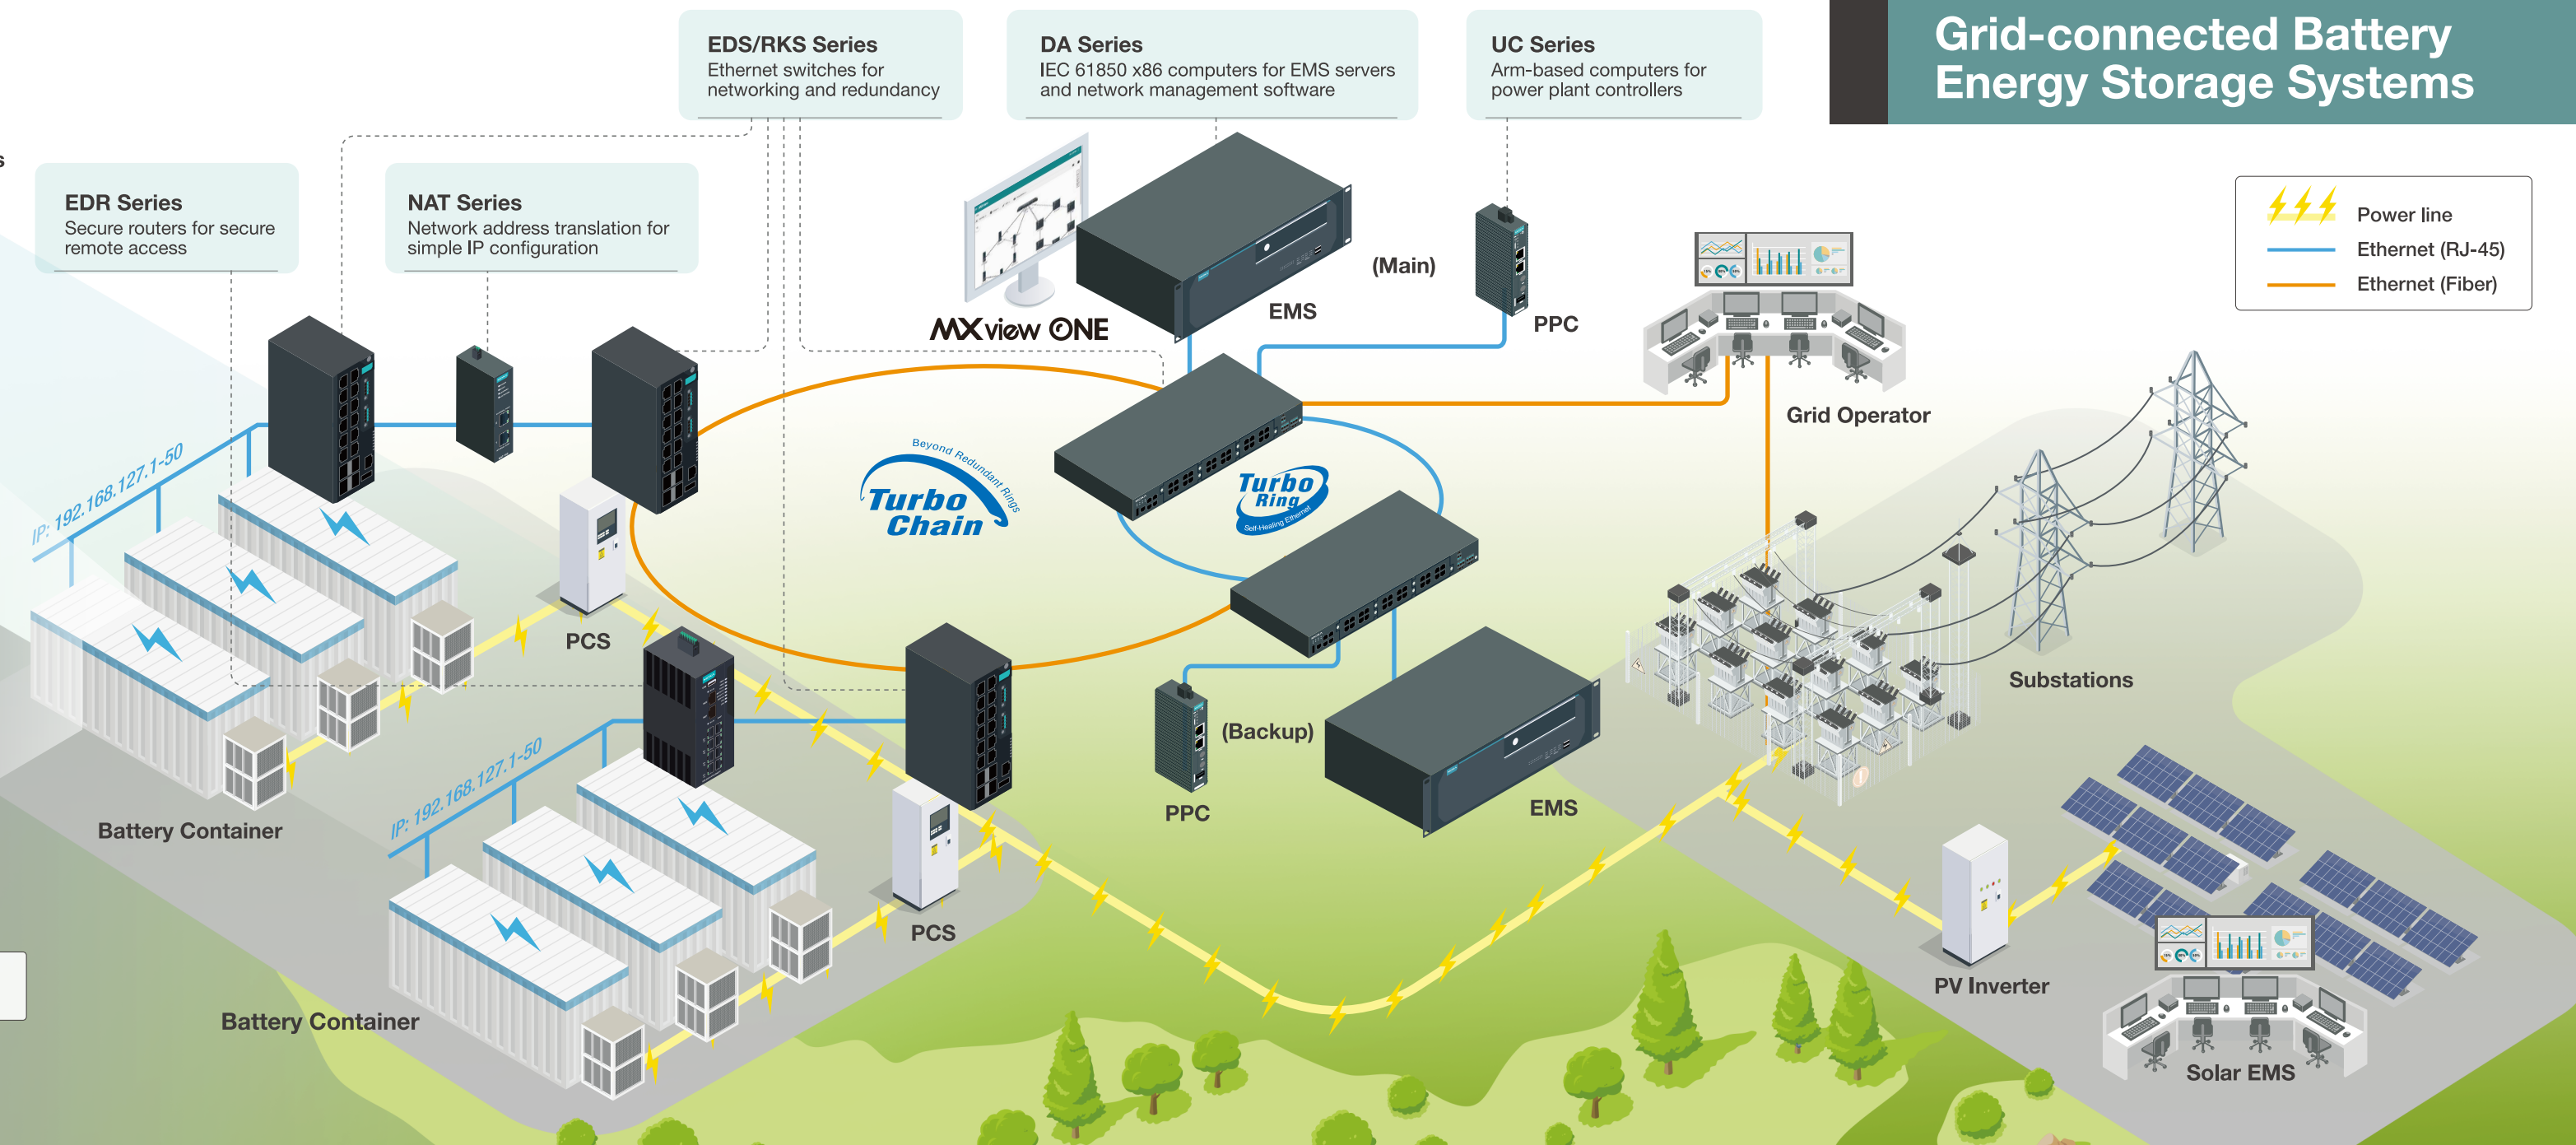 Grid-connected Battery
Energy Storage Systems
EDS/RKS Series
Ethernet switches for
networking and redundancy
DA Series
IEC 61850 x86 computers for EMS servers
and network management software
UC Series
Arm-based computers for
power plant controllers
s
EDR Series
Secure routers for secure
remote access
NAT Series
Network address translation for
simple IP configuration
Power line
Ethernet (RJ-45)
Ethernet (Fiber)
(Main)
EMS
MXview ONE
PPC
Grid Operator
IP: 192.168.127.1-50
Beyond Redundant Rings
Turbo
Chain
Turbo
Ring
Self-Healing Ethernet
PCS
Substations
(Backup)
PPC
EMS
IP: 192.168.127.1-50
Battery Container
PCS
PV Inverter
Battery Container
Solar EMS